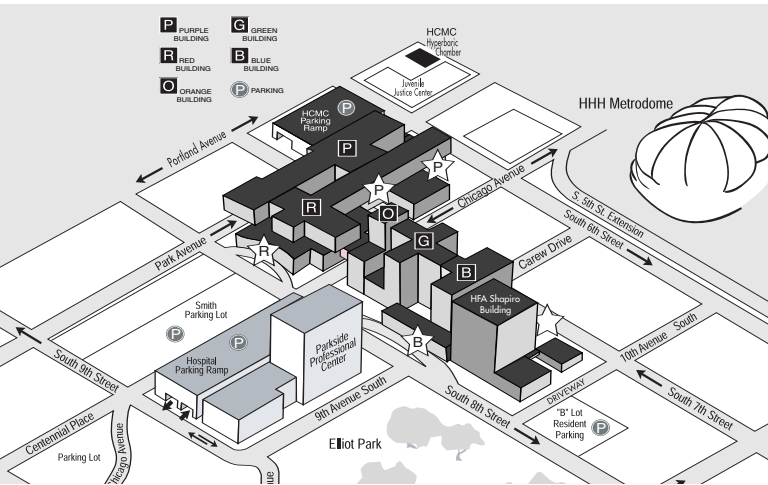 P PURPLE
BUILDING
G GREEN
BUILDING
R RED
BUILDING
B BLUE
BUILDING
O ORANGE
BUILDING
P PARKING
HCMC
Hyperbaric
Chamber
Juvenile
Justice Center
HHH Metrodome
HCMC
Parking
Ramp
P
Portland Avenue
P
P
P
Chicago Avenue
S. 5th St. Extension
South 6th Street
R
O
G
Park Avenue
R
B
Carew Drive
HFA Shapiro
Building
Smith
Parking Lot
P
P
Hospital
Parking Ramp
Parkside
Professional
Center
B
10th Avenue South
South 9th Street
9th Avenue South
South 8th Street
South 7th Street
DRIVEWAY
"B" Lot
Resident
Parking
P
Centennial Place
Elliot Park
Parking Lot
Chicago Avenue